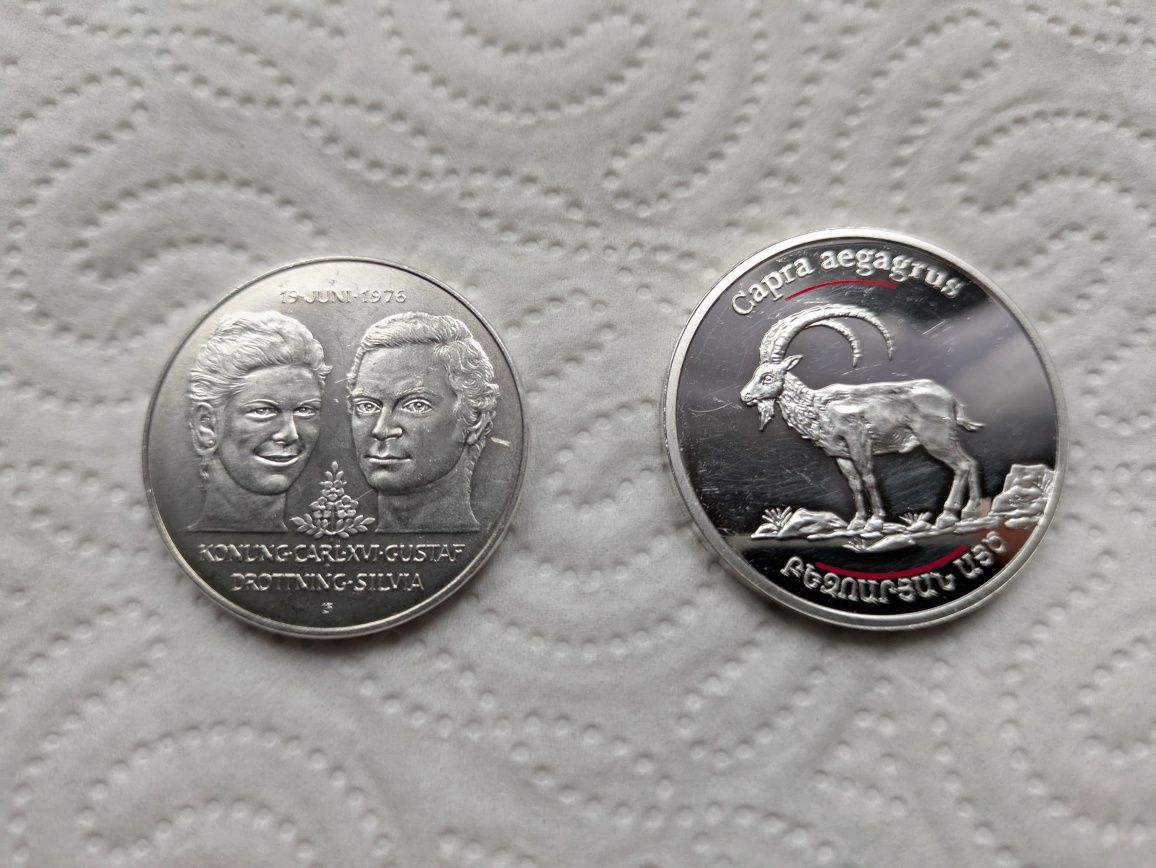 19·JUNI·1976
KONUNG·CARL·XVI·GUSTAF
DROTTNING·SILVIA
Capra aegagrus
ԲԵԶՈԱՐՅԱՆ ԱՅԾ